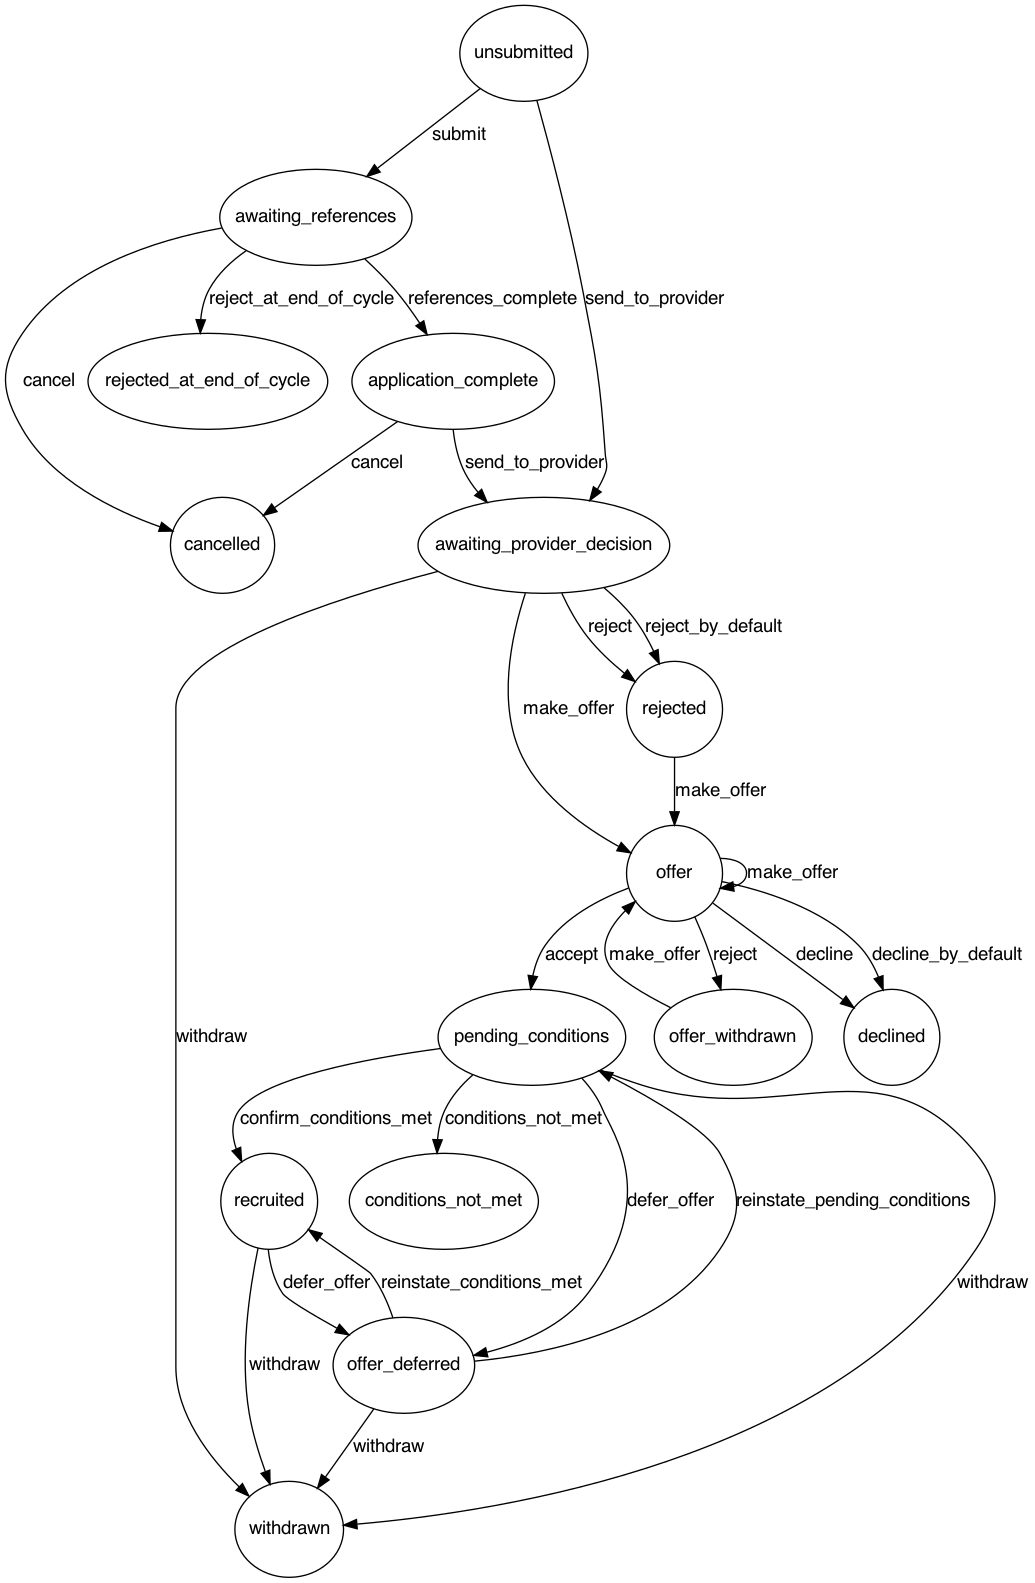 unsubmitted
submit
awaiting_references
reject_at_end_of_cycle
references_complete
send_to_provider
cancel
rejected_at_end_of_cycle
application_complete
cancel
send_to_provider
cancelled
awaiting_provider_decision
reject
reject_by_default
make_offer
rejected
make_offer
offer
make_offer
accept
make_offer
reject
decline
decline_by_default
withdraw
pending_conditions
offer_withdrawn
declined
confirm_conditions_met
conditions_not_met
recruited
conditions_not_met
defer_offer
reinstate_pending_conditions
defer_offer
reinstate_conditions_met
withdraw
withdraw
offer_deferred
withdraw
withdrawn